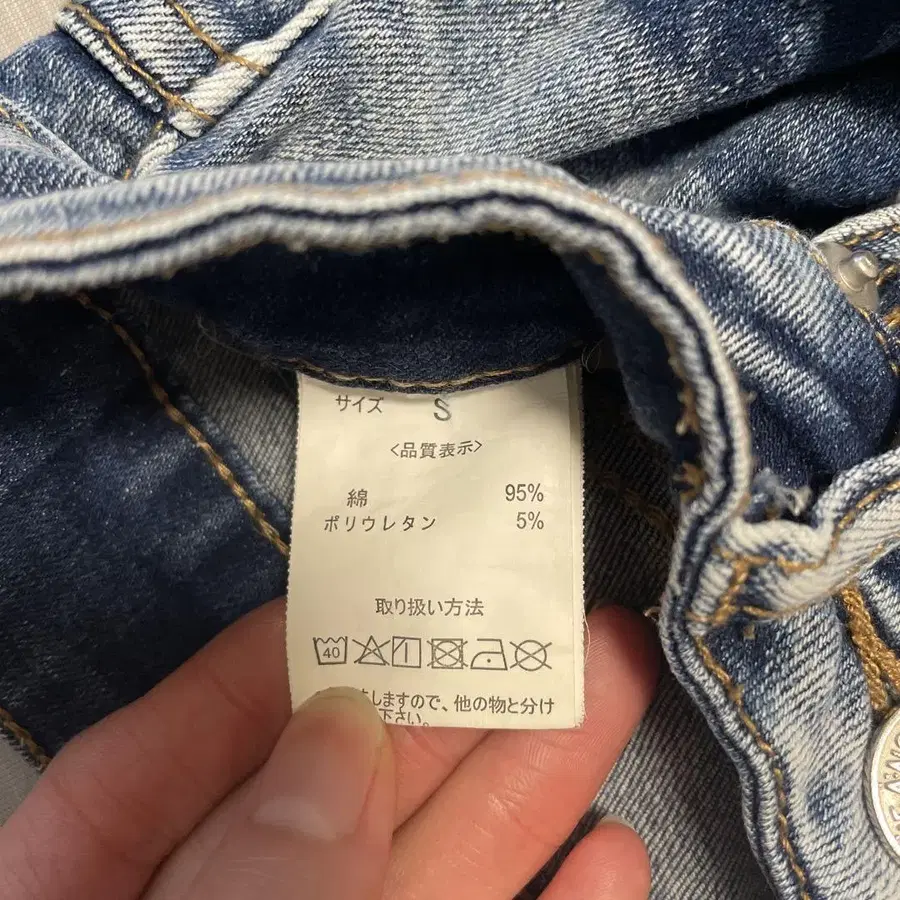 サイズ S
<品質表示>
綿 95%
ポリウレタン 5%
取り扱い方法
40
しますので、他の物と分け
下さい。